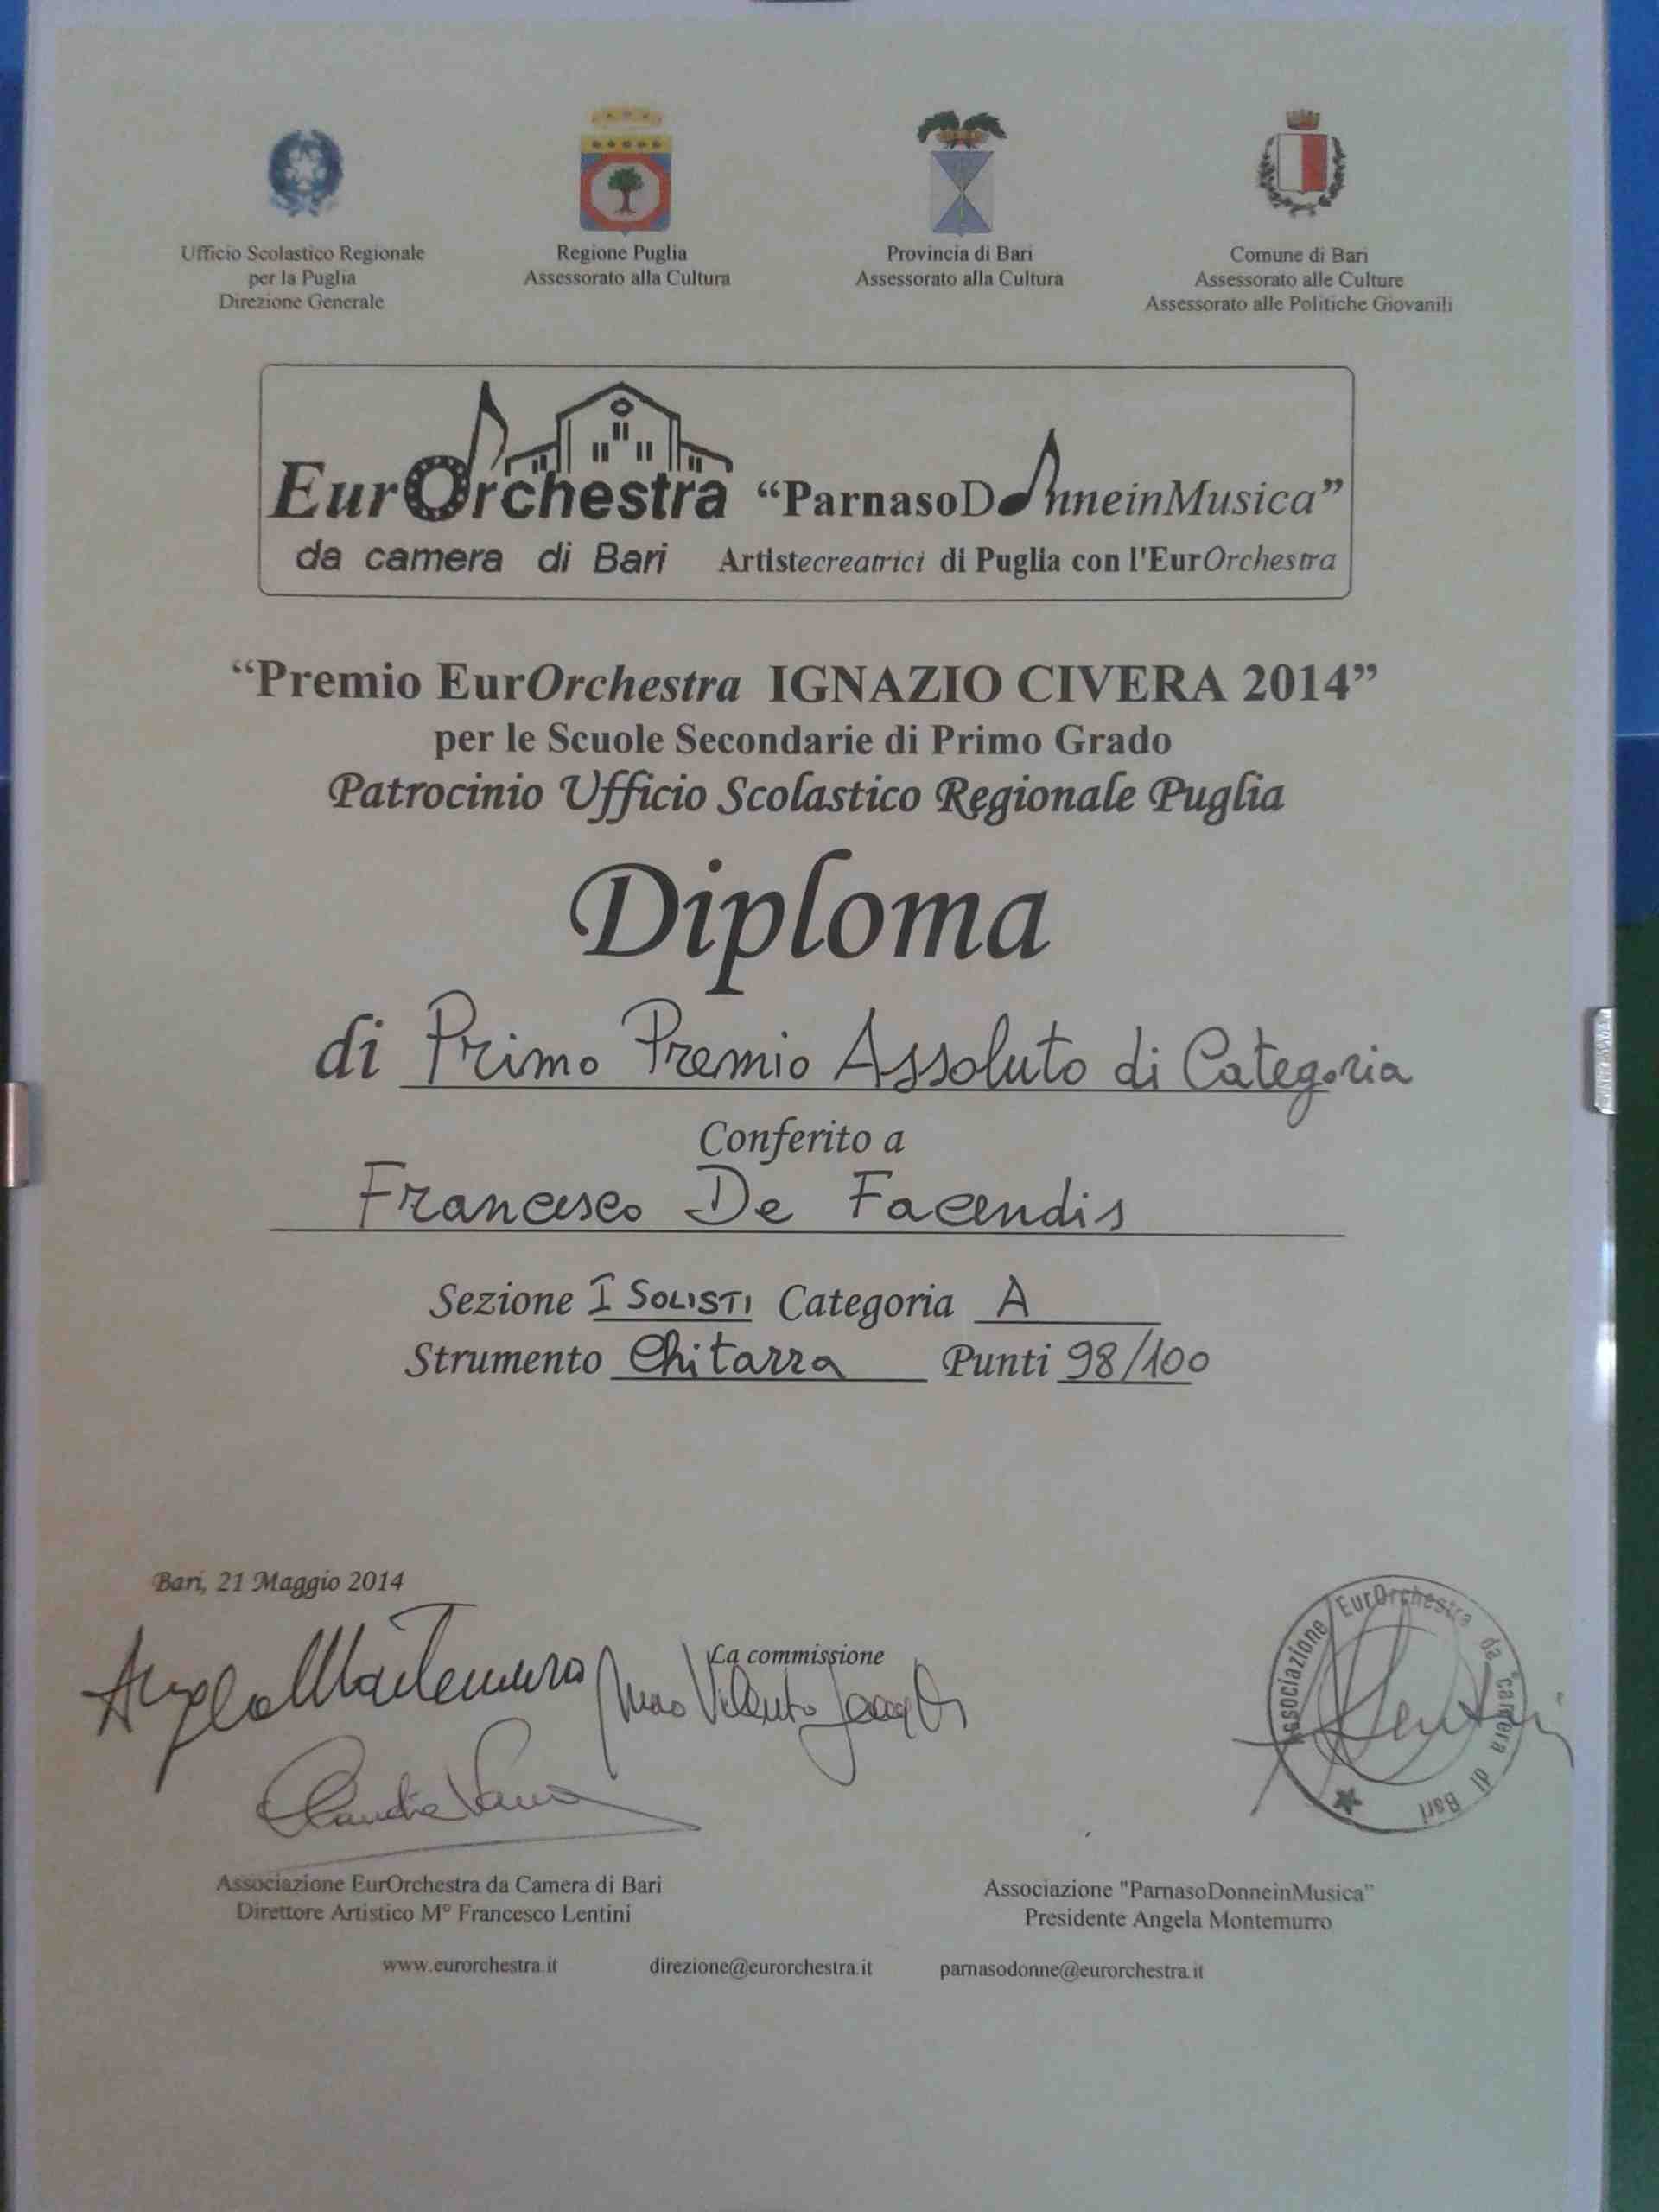 Ufficio Scolastico Regionale
per la Puglia
Direzione Generale
Regione Puglia
Assessorato alla Cultura
Provincia di Bari
Assessorato alla Cultura
Comune di Bari
Assessorato alle Culture
Assessorato alle Politiche Giovanili
EurOrchestra
da camera di Bari
“ParnasoDonneinMusica”
Artistecreatrici di Puglia con l'EurOrchestra
“Premio EurOrchestra IGNAZIO CIVERA 2014”
per le Scuole Secondarie di Primo Grado
Patrocinio Ufficio Scolastico Regionale Puglia
Diploma
di Primo Premio Assoluto di Categoria
Conferito a
Francesco De Facendis
Sezione I SOLISTI Categoria A
Strumento Chitarra Punti 98/100
Bari, 21 Maggio 2014
La commissione
Associazione EurOrchestra da "camera di Bari
Associazione EurOrchestra da Camera di Bari
Direttore Artistico M° Francesco Lentini
Associazione "ParnasoDonneinMusica"
Presidente Angela Montemurro
www.eurorchestra.it direzione@eurorchestra.it parnasodonne@eurorchestra.it